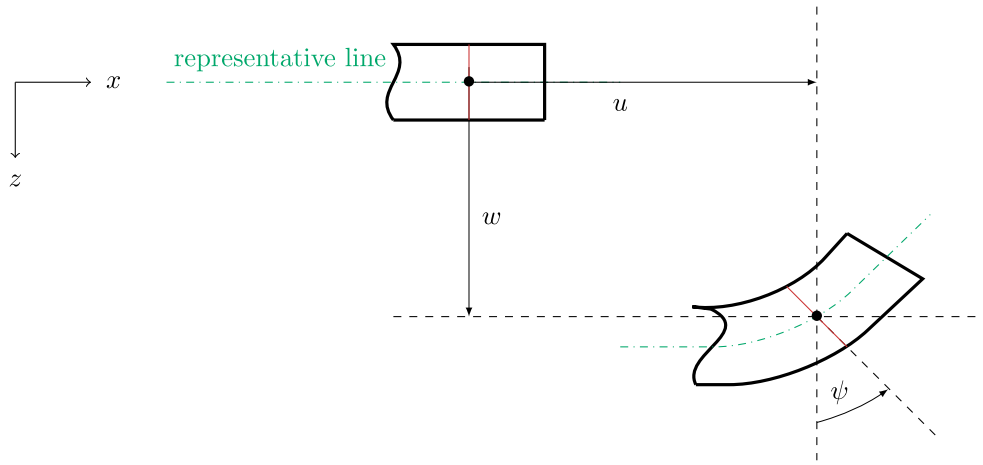 representative line
x
u
z
w
ψ